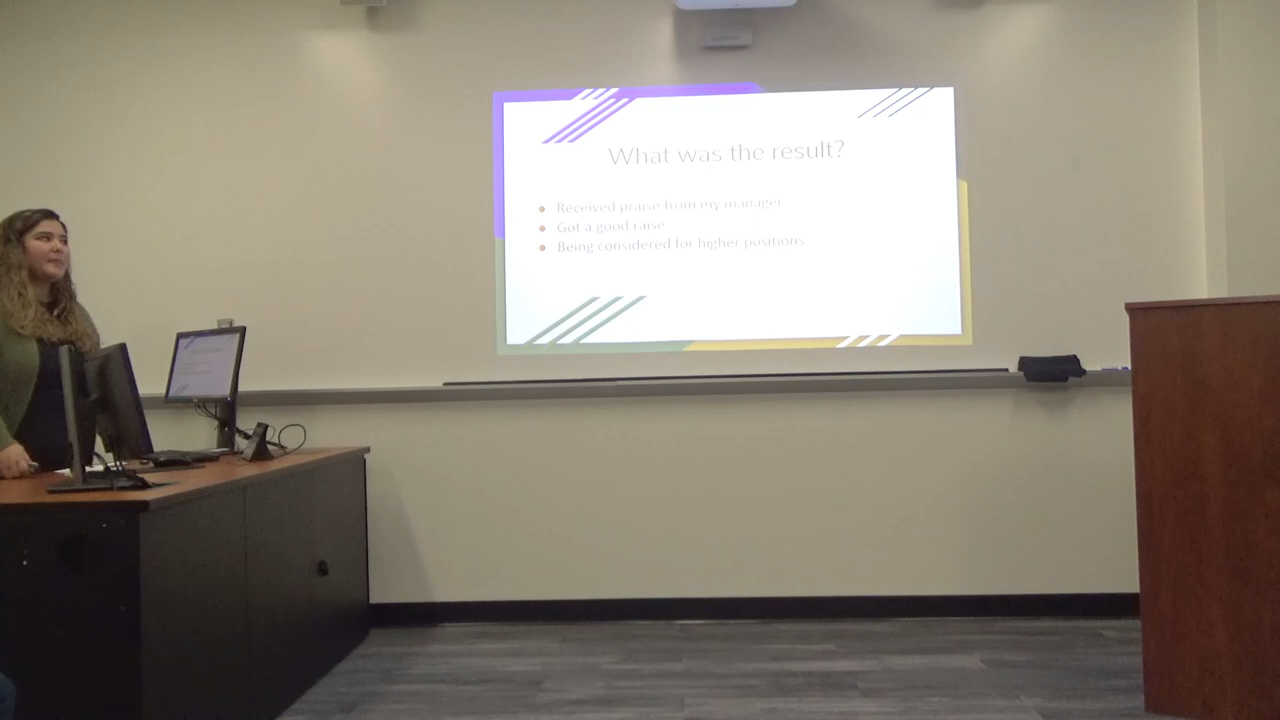 What was the result?
Received praise from my manager
Got a good raise
Being considered for higher positions